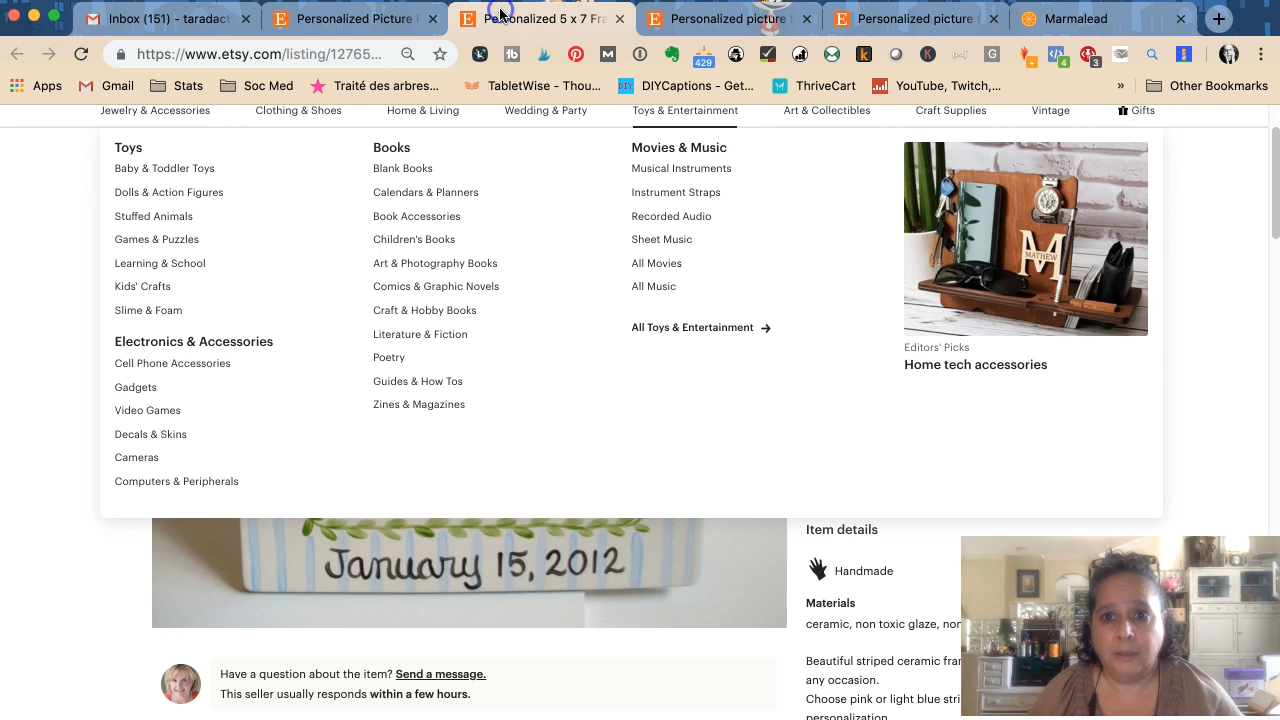 Inbox (151) - taradact
Personalized Picture
Personalized 5 x 7 Fra
Personalized picture f
Personalized picture f
Marmalead
https://www.etsy.com/listing/12765...
429
4
3
Apps
Gmail
Stats
Soc Med
Traité des arbres...
TabletWise - Thou...
DIYCaptions - Get...
ThriveCart
YouTube, Twitch,...
»
Other Bookmarks
Jewelry & Accessories
Clothing & Shoes
Home & Living
Wedding & Party
Toys & Entertainment
Art & Collectibles
Craft Supplies
Vintage
Gifts
Toys
Baby & Toddler Toys
Dolls & Action Figures
Stuffed Animals
Games & Puzzles
Learning & School
Kids' Crafts
Slime & Foam
Electronics & Accessories
Cell Phone Accessories
Gadgets
Video Games
Decals & Skins
Cameras
Computers & Peripherals
Books
Blank Books
Calendars & Planners
Book Accessories
Children's Books
Art & Photography Books
Comics & Graphic Novels
Craft & Hobby Books
Literature & Fiction
Poetry
Guides & How Tos
Zines & Magazines
Movies & Music
Musical Instruments
Instrument Straps
Recorded Audio
Sheet Music
All Movies
All Music
All Toys & Entertainment
M
MATHEW
Editors' Picks
Home tech accessories
January 15, 2012
Have a question about the item? Send a message.
This seller usually responds within a few hours.
Item details
Handmade
Materials
ceramic, non toxic glaze, non
Beautiful striped ceramic fra
any occasion.
Choose pink or light blue stri
personalization